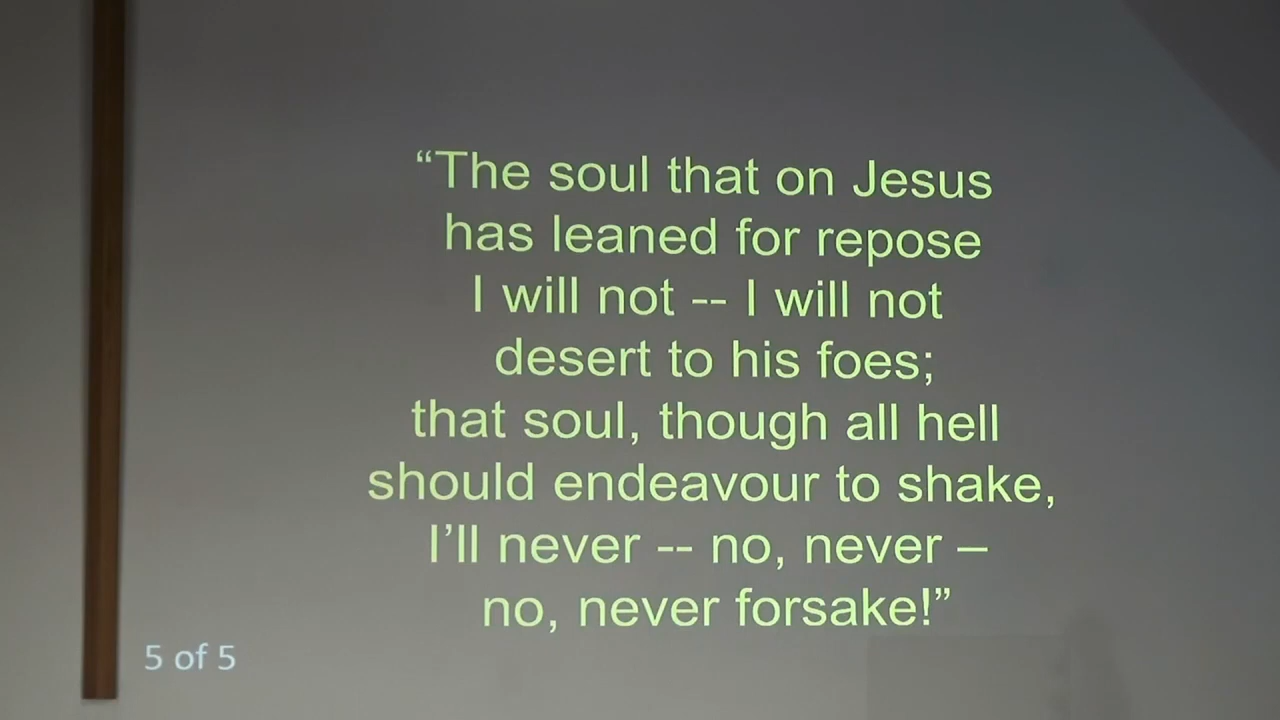 “The soul that on Jesus
has leaned for repose
I will not -- I will not
desert to his foes;
that soul, though all hell
should endeavour to shake,
I’ll never -- no, never –
no, never forsake!”
5 of 5